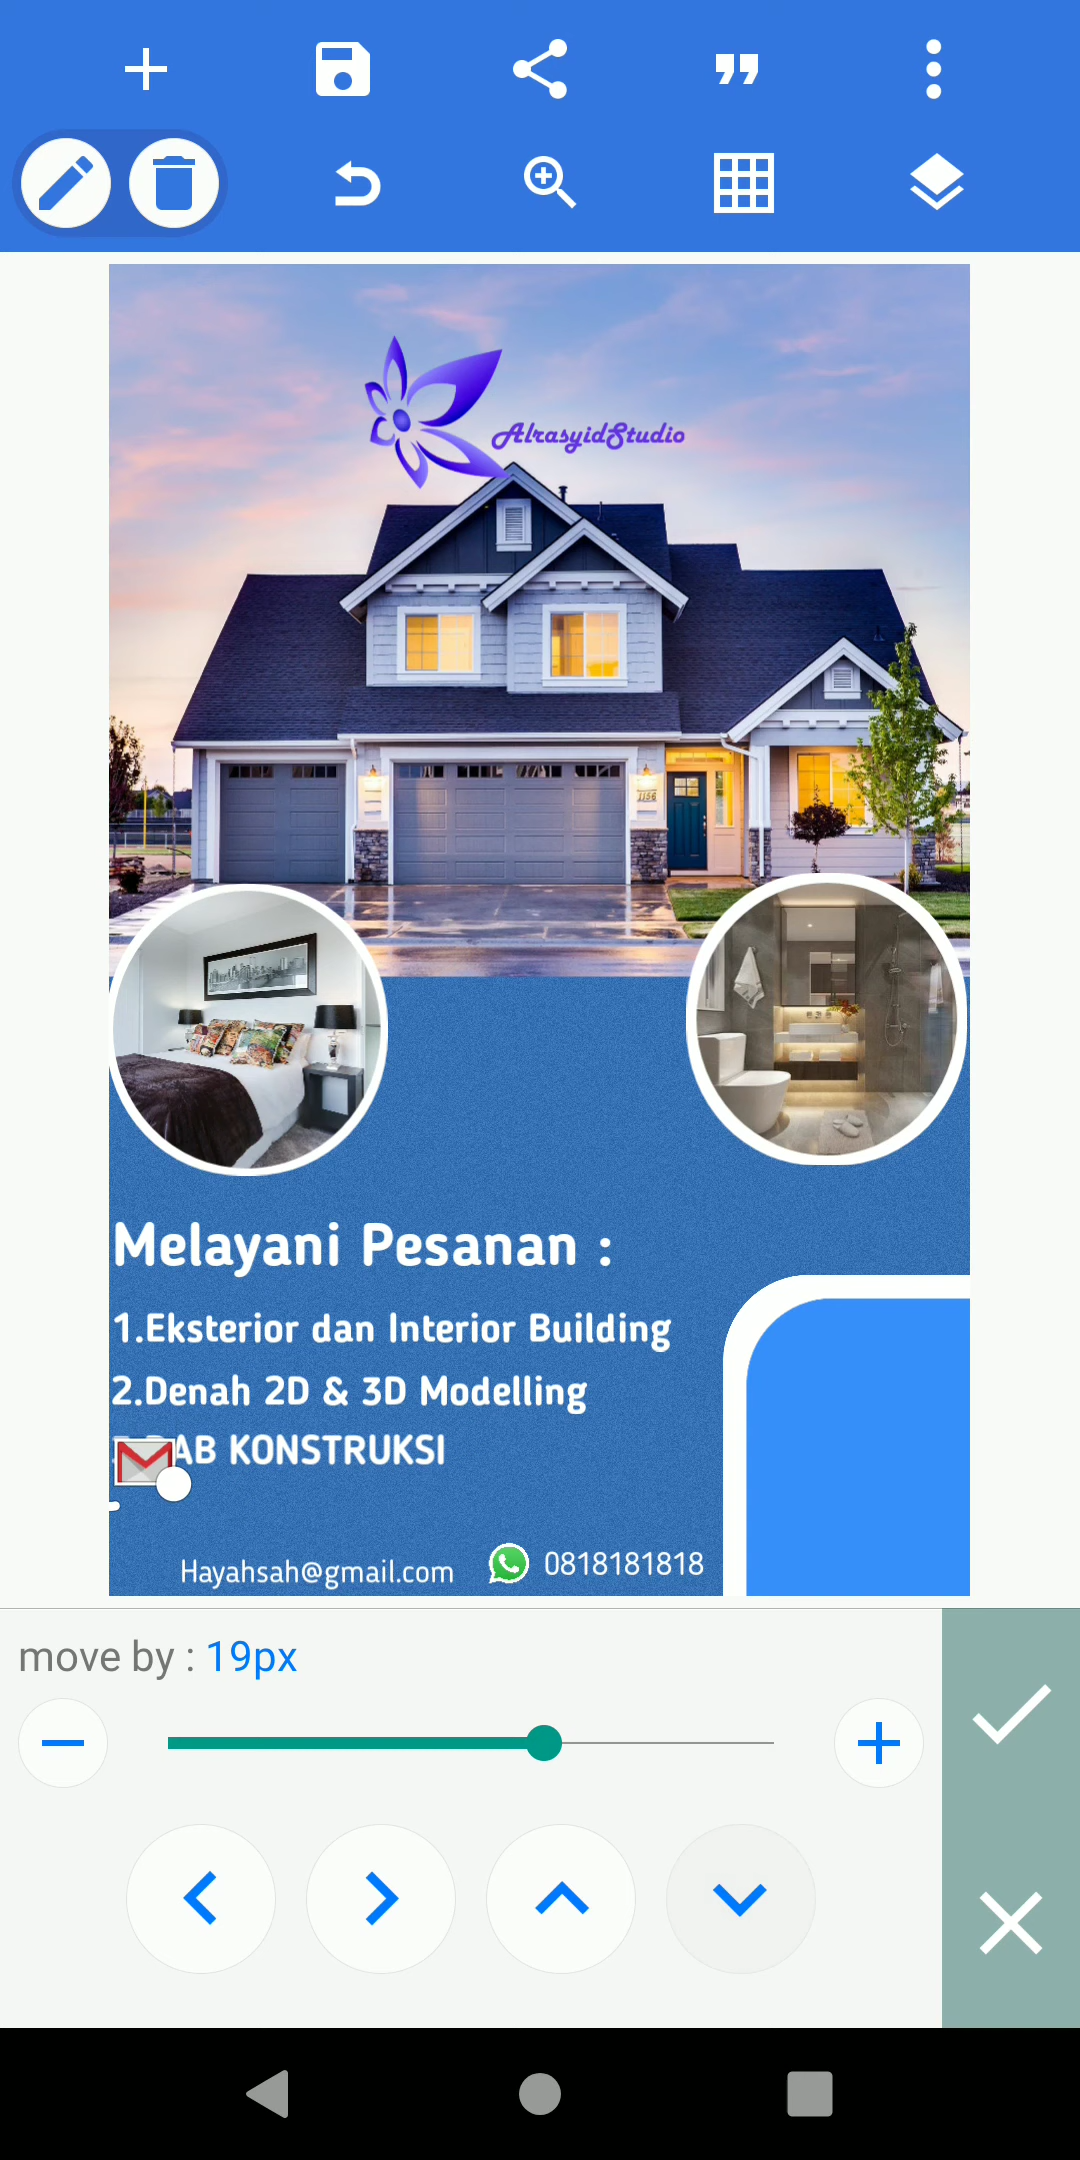 AlrasyidStudio
1156
Melayani Pesanan :
1.Eksterior dan Interior Building
2.Denah 2D & 3D Modelling
AB KONSTRUKSI
Hayahsah@gmail.com
0818181818
move by : 19px